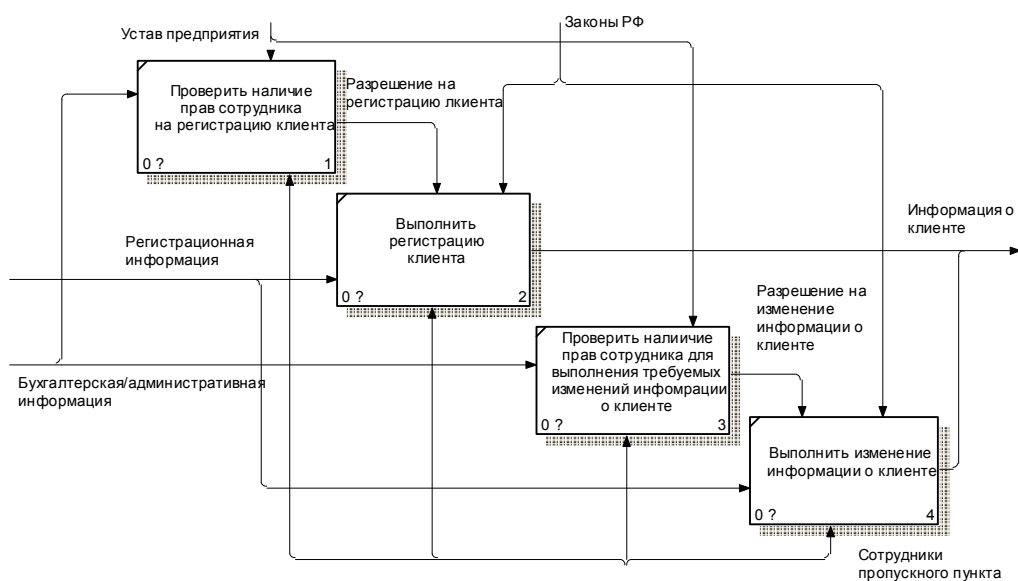 Устав предприятия
Законы РФ
Проверить наличие
прав сотрудника
на регистрацию клиента
0 ?
1
Разрешение на
регистрацию лкиента
Выполнить
регистрацию
клиента
0 ?
2
Регистрационная
информация
Информация о
клиенте
Разрешение на
изменение
информации о
клиенте
Проверить налиичие
прав сотрудника для
выполнения требуемых
изменений инфомрации
о клиенте
0 ?
3
Бухгалтерская/административная
информация
Выполнить изменение
информации о клиенте
0 ?
4
Сотрудники
пропускного пункта